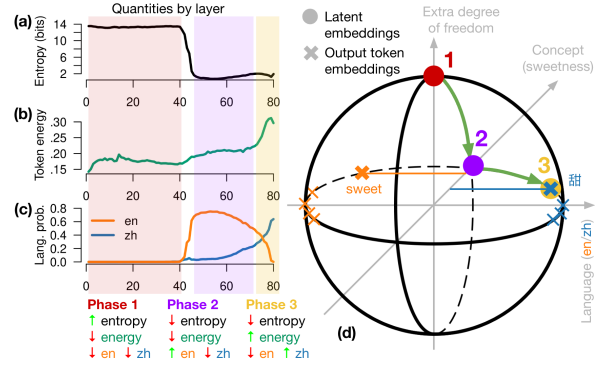 Quantities by layer
(a)
Entropy (bits)
14
12
10
8
6
4
2
0 20 40 60 80
(b)
Token energy
.30
.25
.20
.15
0 20 40 60 80
(c)
Lang. prob.
0.8
0.6
0.4
0.2
0.0
en
zh
0 20 40 60 80
Phase 1
↑ entropy
↓ energy
↓ en ↓ zh
Phase 2
↓ entropy
↓ energy
↑ en ↓ zh
Phase 3
↓ entropy
↑ energy
↓ en ↑ zh
Latent
embeddings
Output token
embeddings
Extra degree
of freedom
Concept
(sweetness)
1
2
3
sweet
甜
Language (en/zh)
(d)